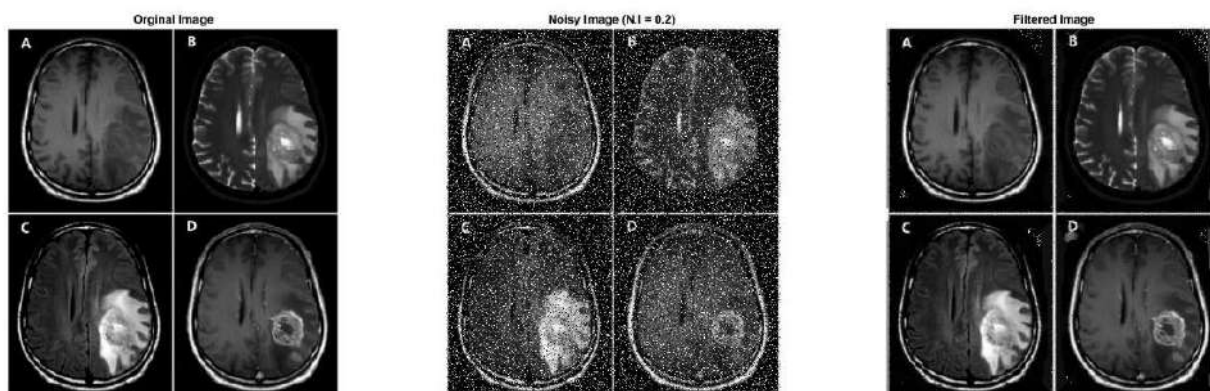 Orginal Image
A B
C D
Noisy Image (N.I = 0.2)
A B
C D
Filtered Image
A B
C D